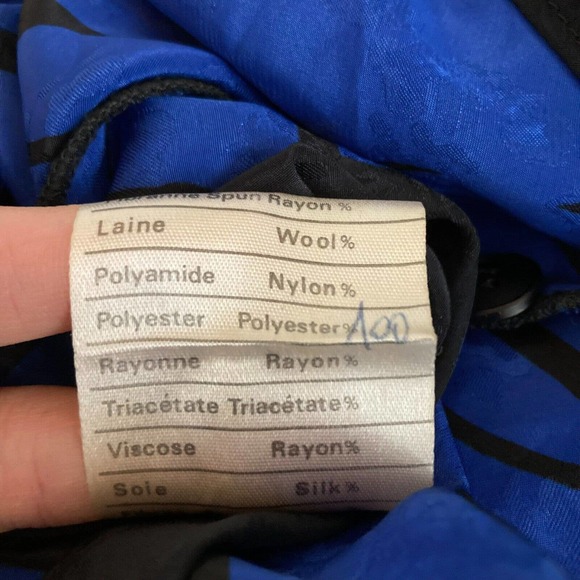 Spun Rayon %
Laine Wool%
Polyamide Nylon%
Polyester Polyester% 100
Rayonne Rayon%
Triacétate Triacétate%
Viscose Rayon%
Soie Silk%